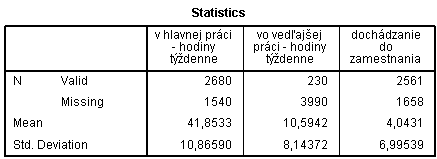 Statistics
v hlavnej práci - hodiny týždenne vo vedľajšej práci - hodiny týždenne dochádzanie do zamestnania
N Valid 2680 230 2561
Missing 1540 3990 1658
Mean 41,8533 10,5942 4,0431
Std. Deviation 10,86590 8,14372 6,99539